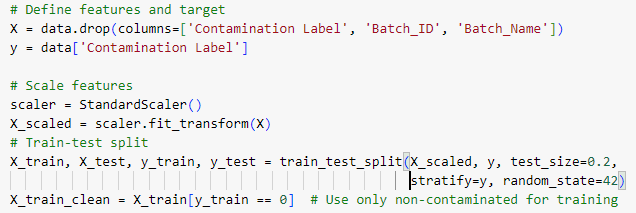 # Define features and target
X = data.drop(columns=['Contamination Label', 'Batch_ID', 'Batch_Name'])
y = data['Contamination Label']
# Scale features
scaler = StandardScaler()
X_scaled = scaler.fit_transform(X)
# Train-test split
X_train, X_test, y_train, y_test = train_test_split(X_scaled, y, test_size=0.2,
stratify=y, random_state=42)
X_train_clean = X_train[y_train == 0]  # Use only non-contaminated for training